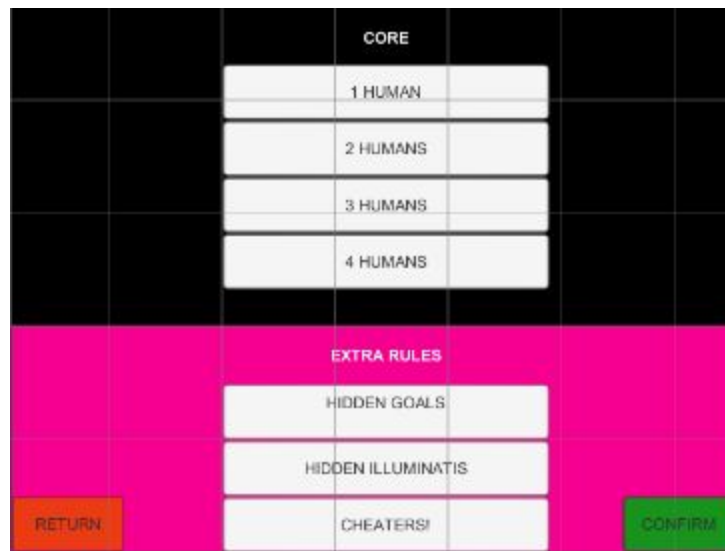 CORE
1 HUMAN
2 HUMANS
3 HUMANS
4 HUMANS
EXTRA RULES
HIDDEN GOALS
HIDDEN ILLUMINATIS
RETURN
CHEATERS!
CONFIRM